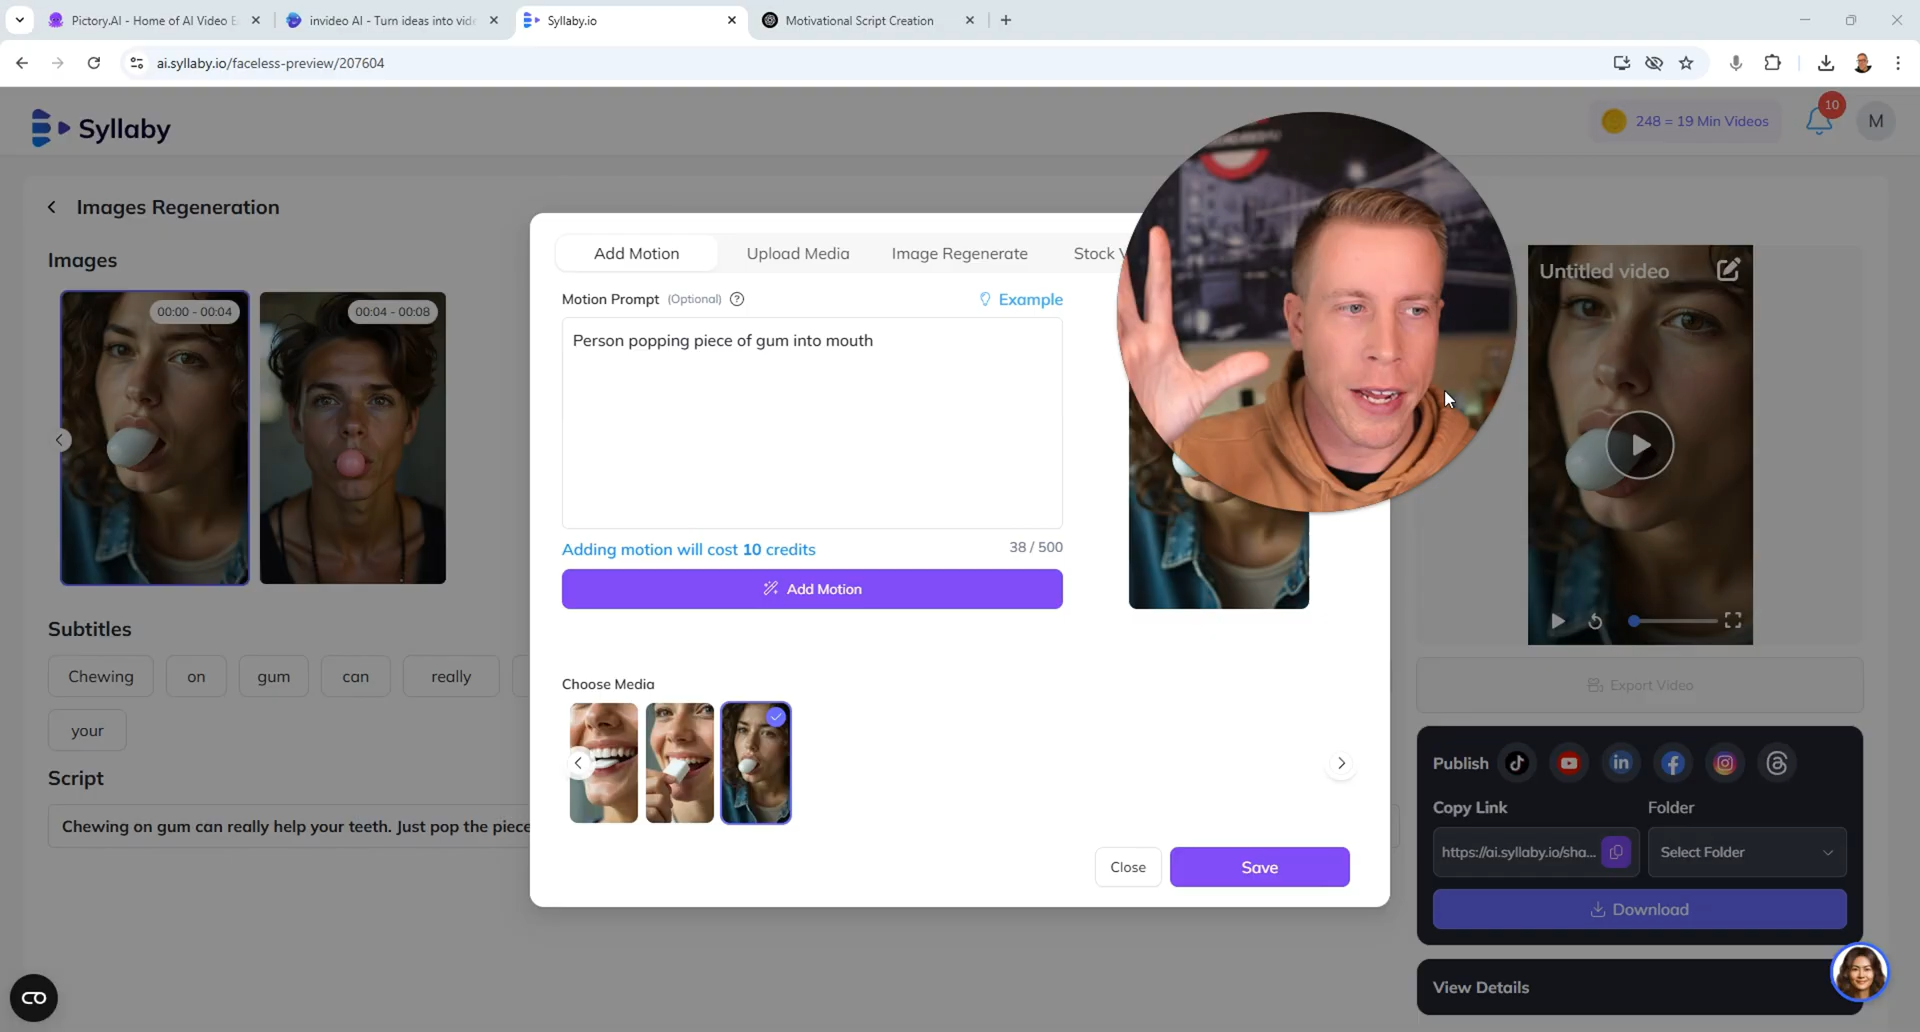 Pictory.AI - Home of AI Video E
invideo AI - Turn ideas into vide
Syllaby.io
Motivational Script Creation
ai.syllaby.io/faceless-preview/207604
Syllaby
248 = 19 Min Videos
10
M
Images Regeneration
Images
00:00 - 00:04
00:04 - 00:08
Subtitles
Chewing
on
gum
can
really
your
Script
Chewing on gum can really help your teeth. Just pop the piece
Add Motion
Upload Media
Image Regenerate
Stock V
Motion Prompt (Optional) ?
Example
Person popping piece of gum into mouth
Adding motion will cost 10 credits
38 / 500
Add Motion
Choose Media
Close
Save
Untitled video
Export Video
Publish
Copy Link
Folder
https://ai.syllaby.io/sha...
Select Folder
Download
View Details